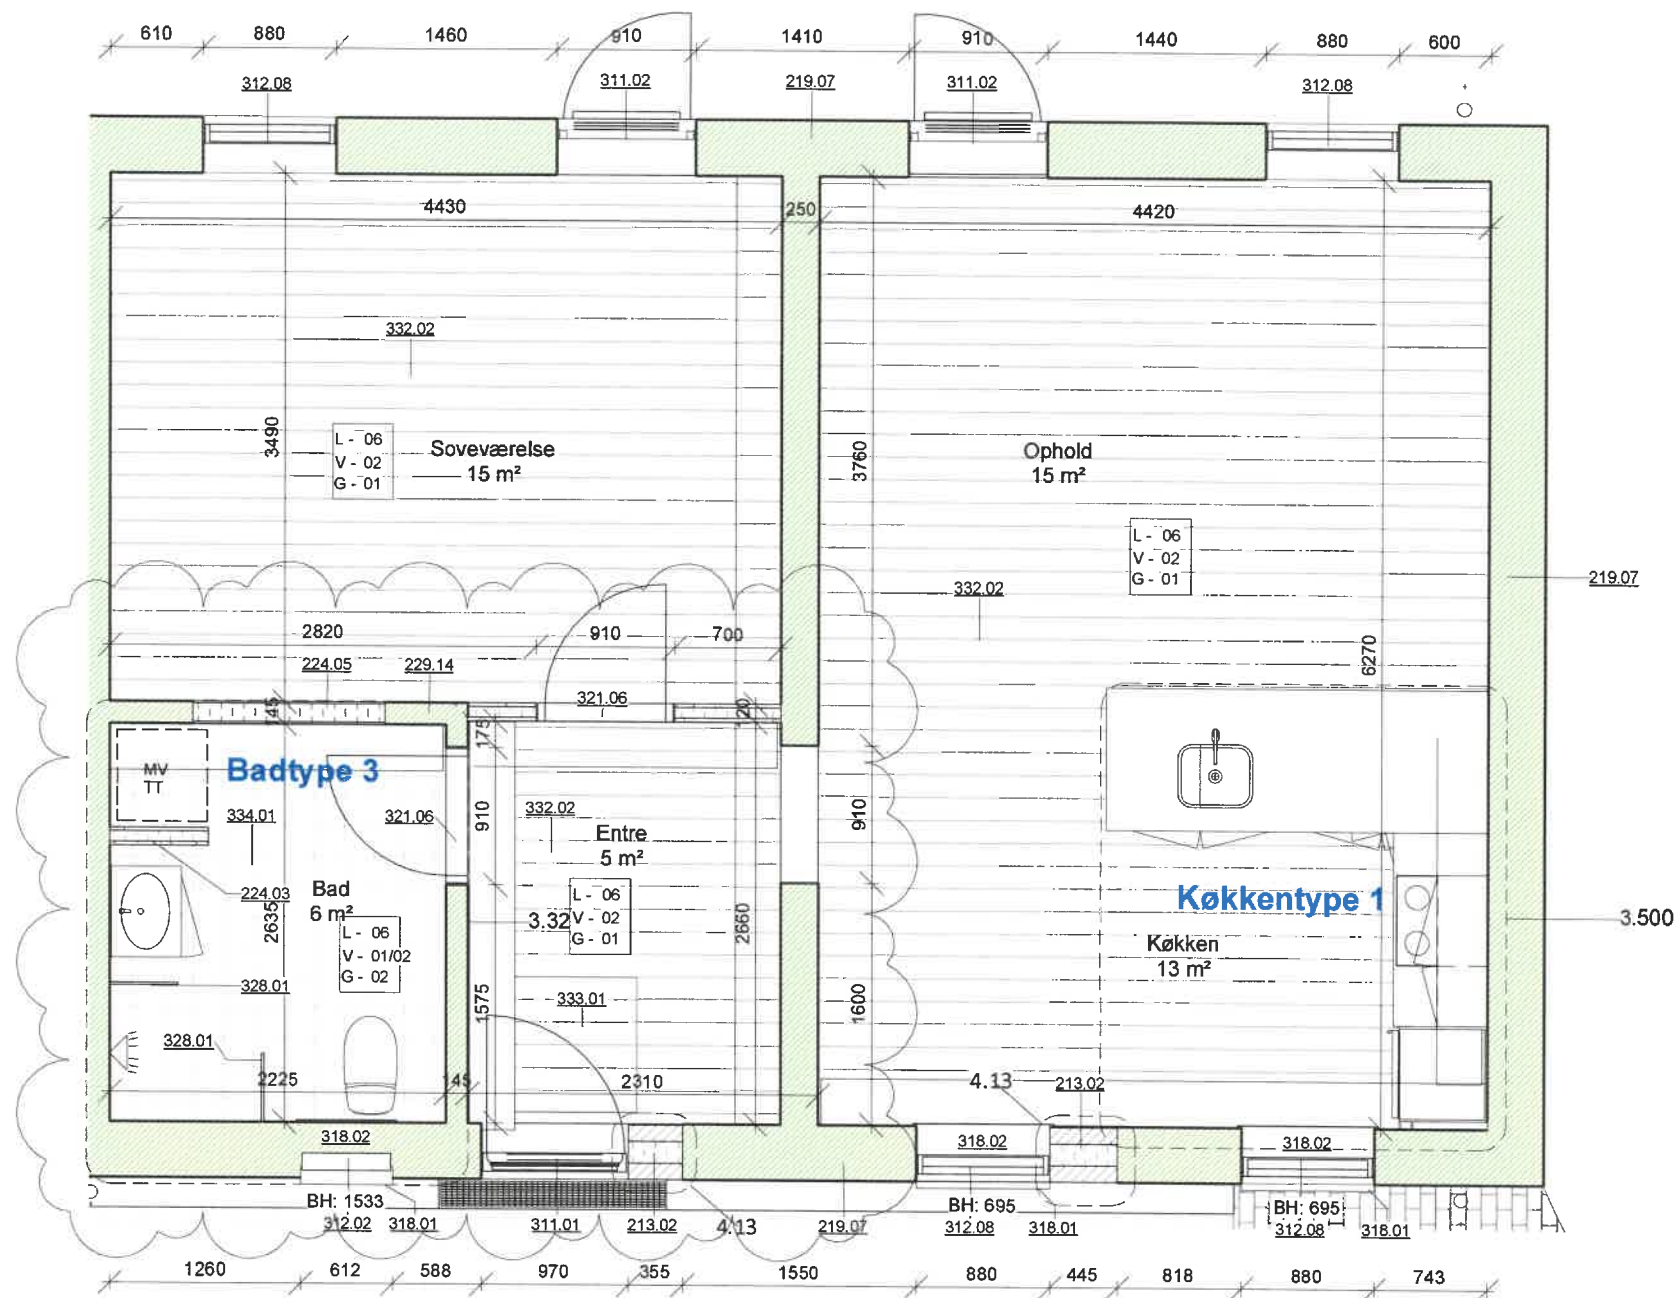 610 880 1460 910 1410 910 1440 880 600
312.08 311.02 219.07 311.02 312.08
4430 250 4420
332.02
3490
L - 06
V - 02
G - 01
Soveværelse
15 m²
3760
Ophold
15 m²
L - 06
V - 02
G - 01
332.02
219.07
6270
2820 910 700
224.05 229.14
321.06
145
175
120
MV
TT
Badtype 3
334.01
321.06
910
332.02
Entre
5 m²
910
224.03
Bad
6 m²
2635
L - 06
V - 01/02
G - 02
3.32
L - 06
V - 02
G - 01
2660
Køkkentype 1
Køkken
13 m²
3.500
328.01
328.01
1575
333.01
1600
2225 145 2310
4.13 213.02
318.02 318.02 318.02
BH: 1533 BH: 695 BH: 695
312.02 318.01 311.01 213.02 4.13 219.07 312.08 318.01 312.08 318.01
1260 612 588 970 355 1550 880 445 818 880 743